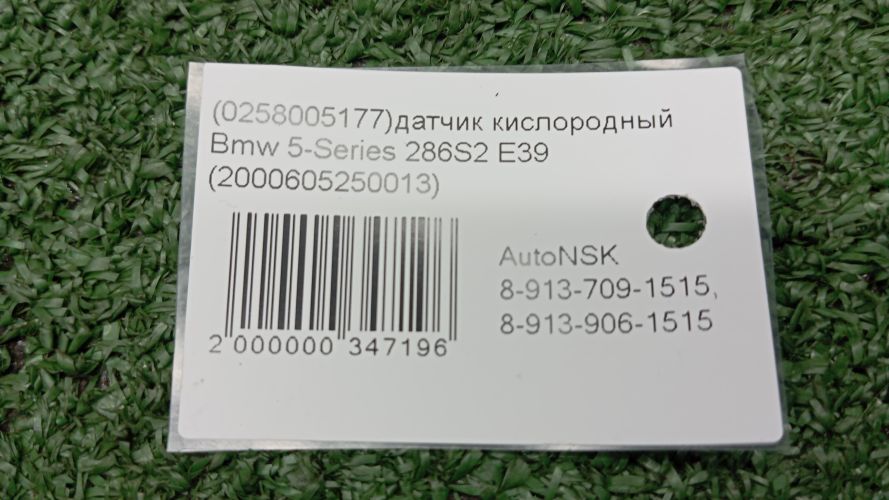 (0258005177)датчик кислородный
Bmw 5-Series 286S2 E39
(2000605250013)
AutoNSK
8-913-709-1515,
8-913-906-1515
2 000000 347196